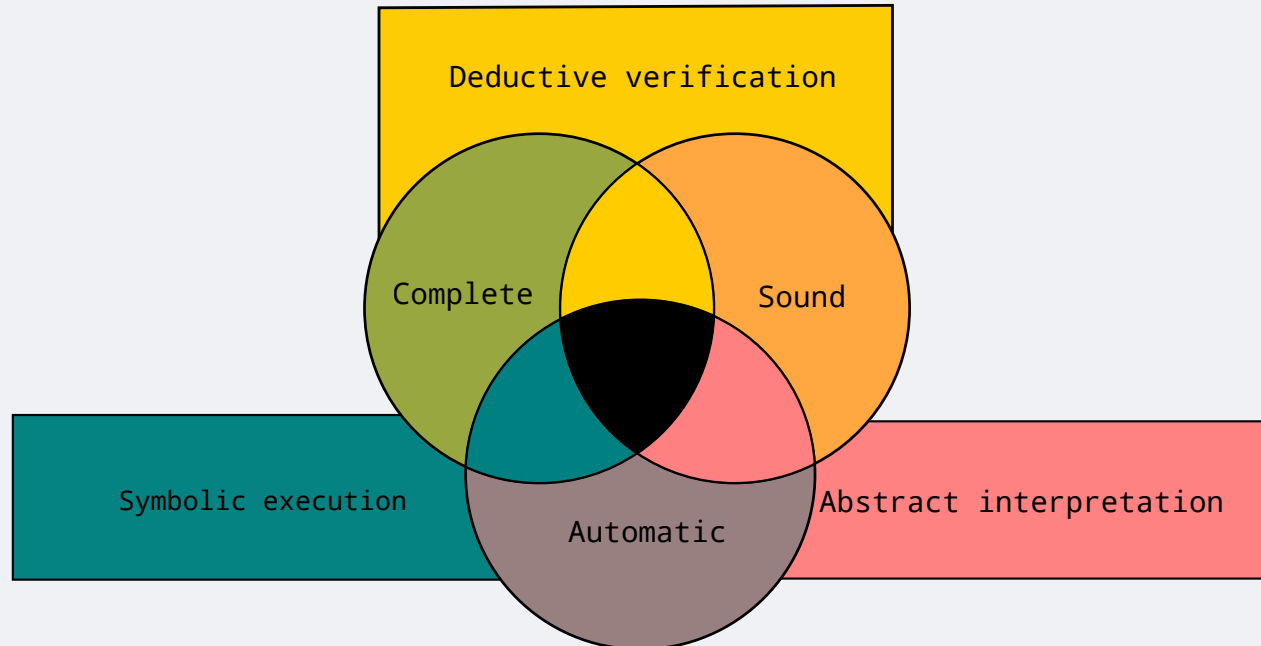 Deductive verification
Complete
Sound
Symbolic execution
Abstract interpretation
Automatic